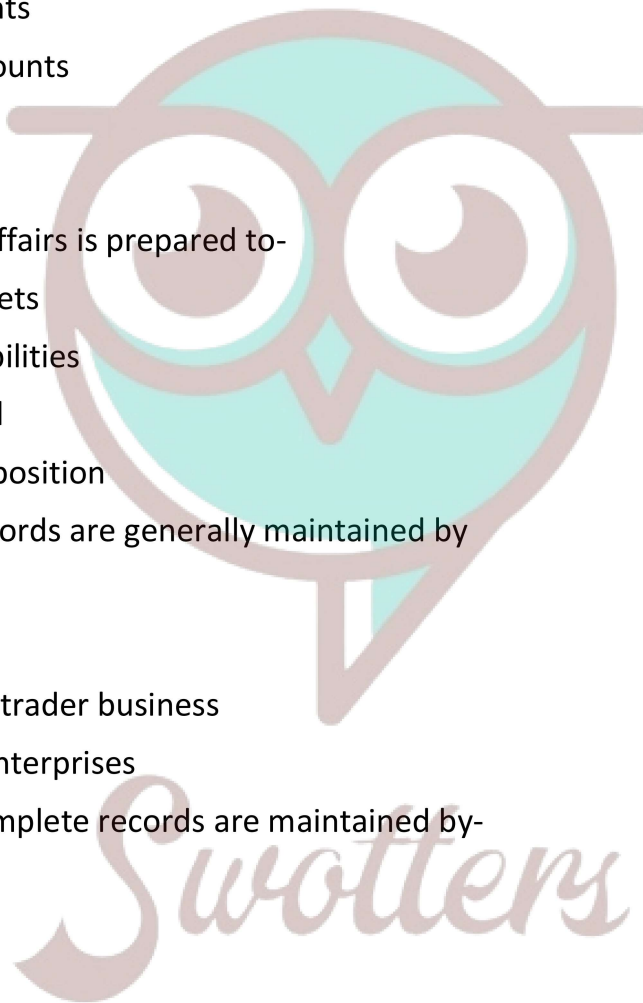 nts
ounts
ffairs is prepared to-
ets
bilities
l
position
ords are generally maintained by
trader business
nterprises
mplete records are maintained by-
Swotters